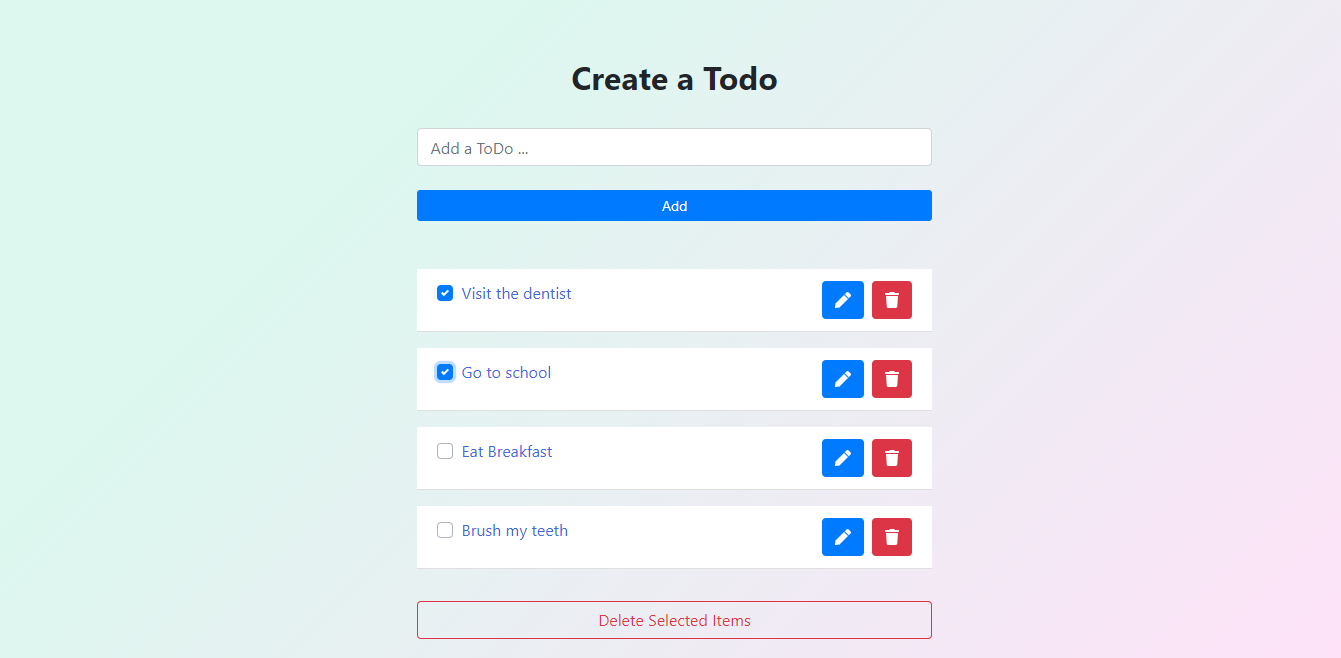 Create a Todo
Add a ToDo ...
Add
Visit the dentist
Go to school
Eat Breakfast
Brush my teeth
Delete Selected Items